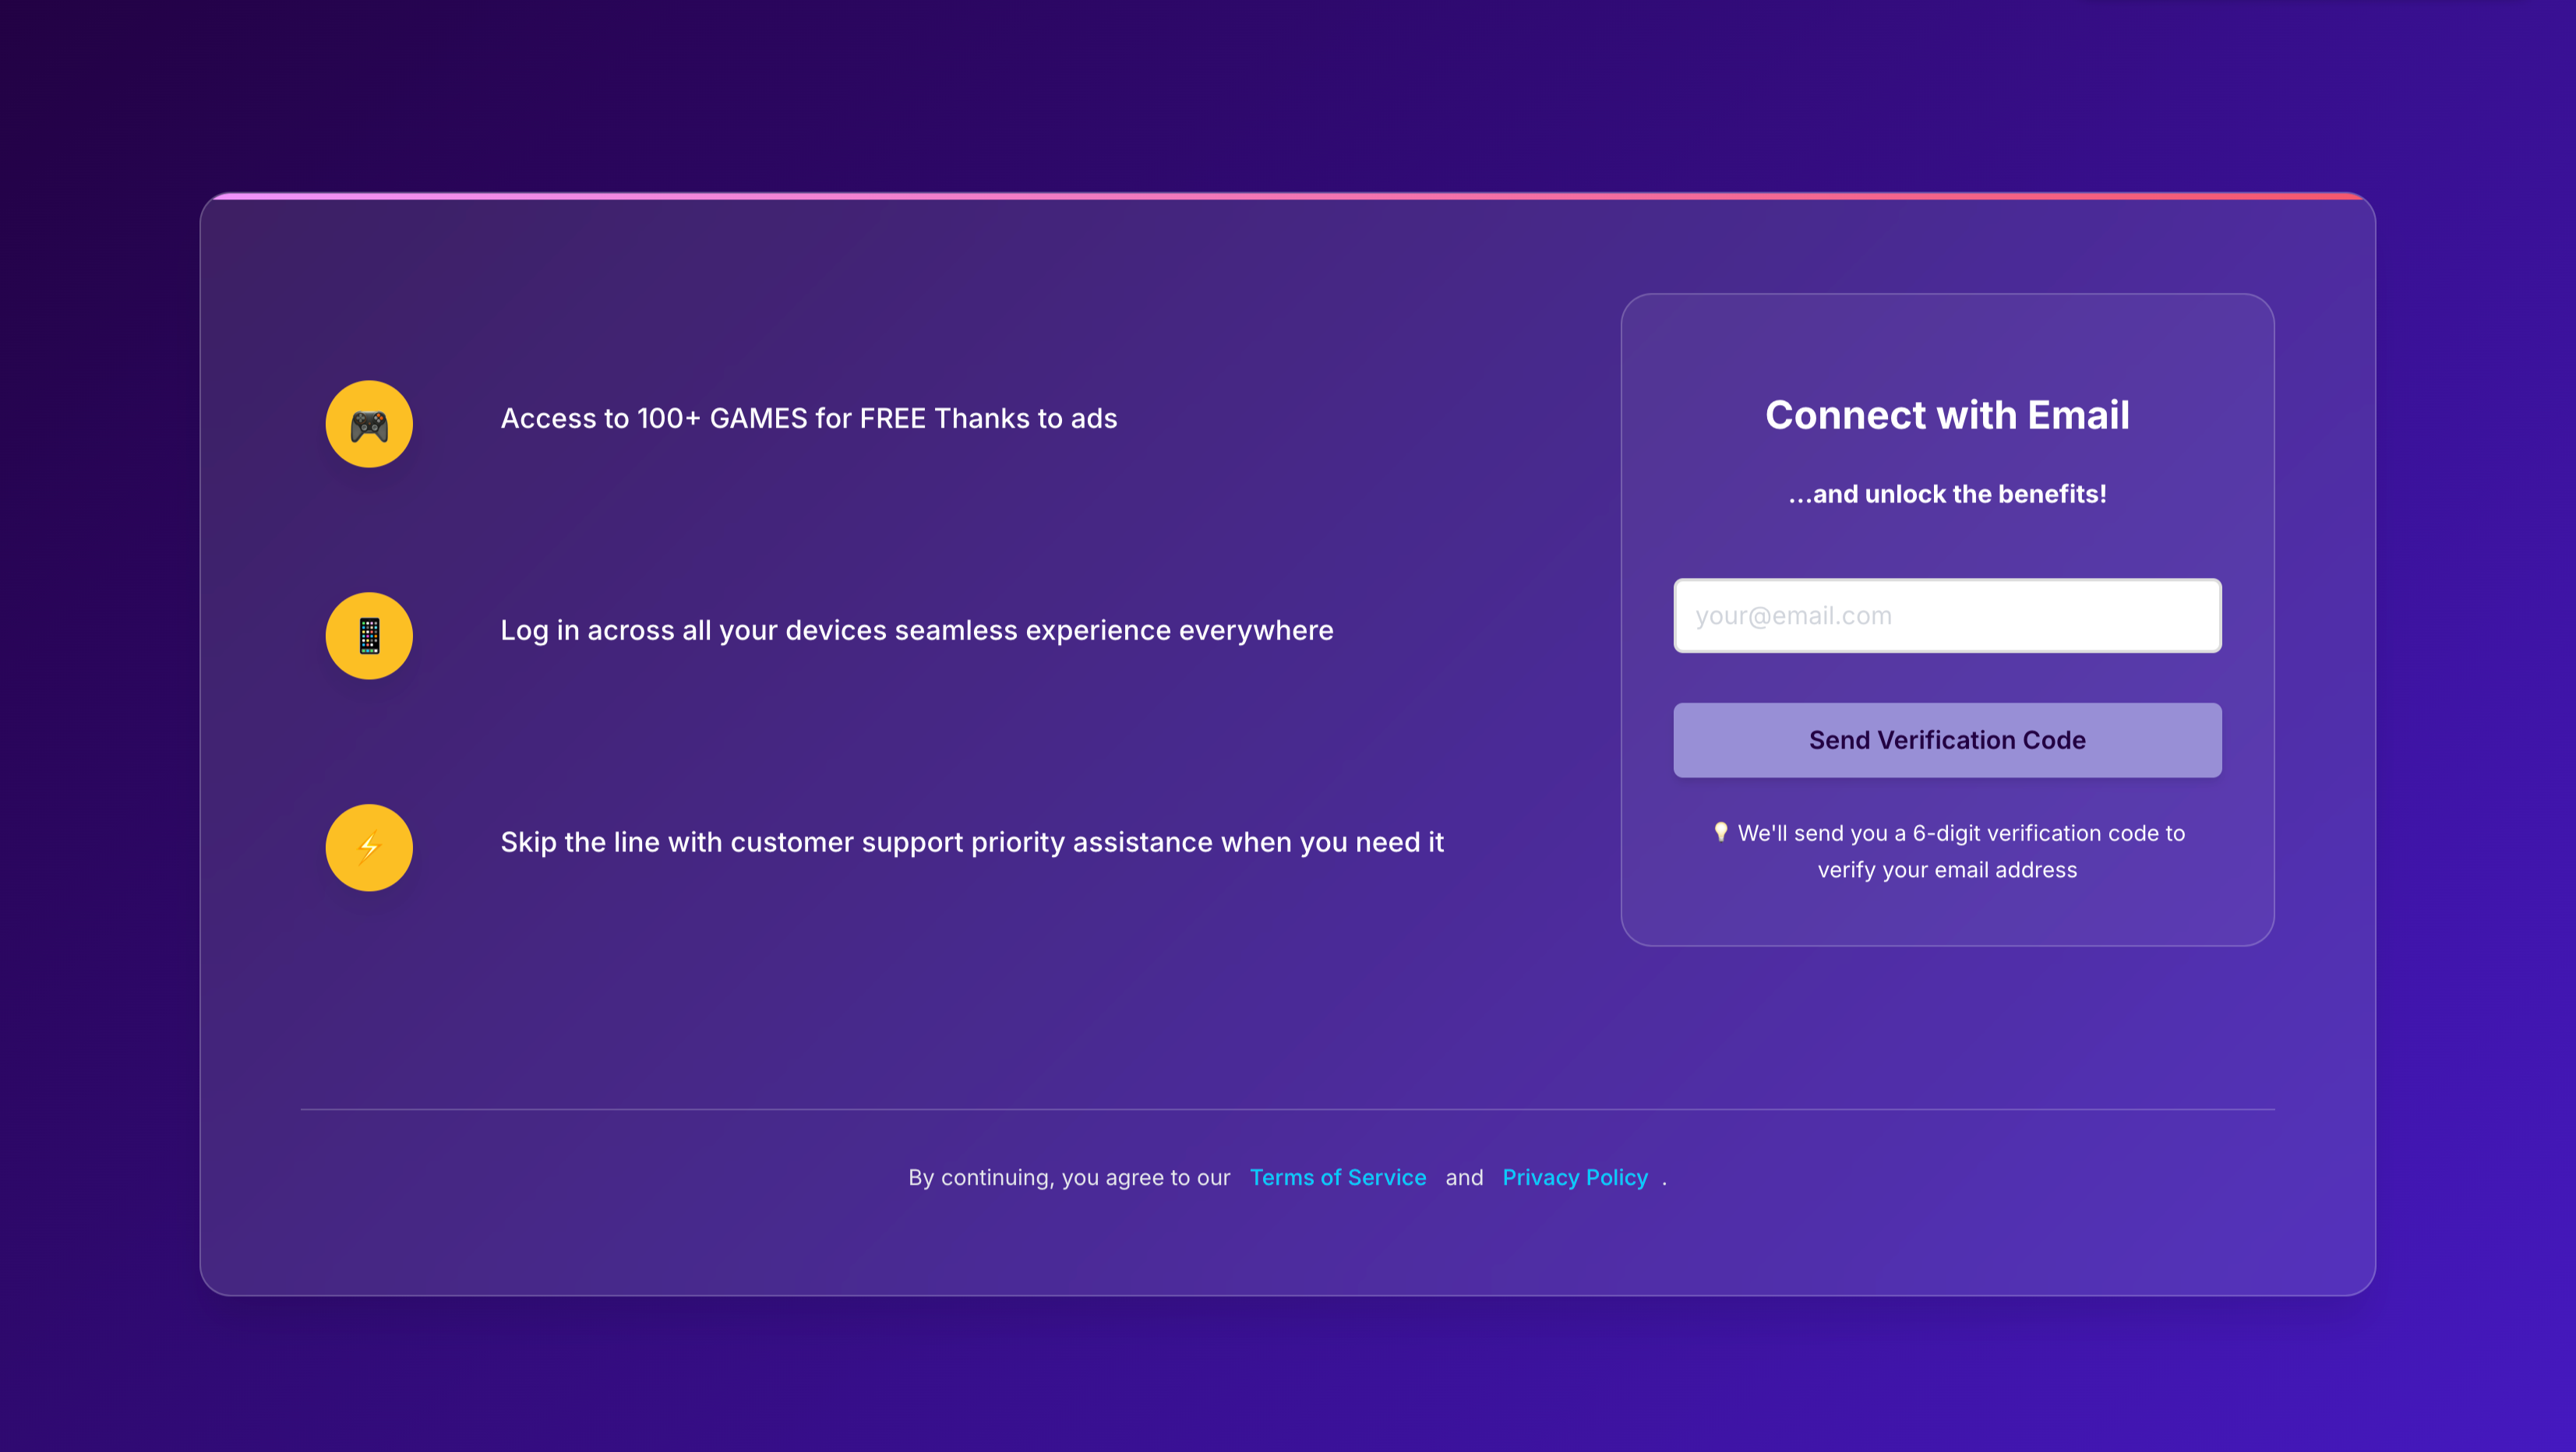 Access to 100+ GAMES for FREE Thanks to ads
Log in across all your devices seamless experience everywhere
Skip the line with customer support priority assistance when you need it
Connect with Email
...and unlock the benefits!
your@email.com
Send Verification Code
💡 We'll send you a 6-digit verification code to
verify your email address
By continuing, you agree to our Terms of Service and Privacy Policy .